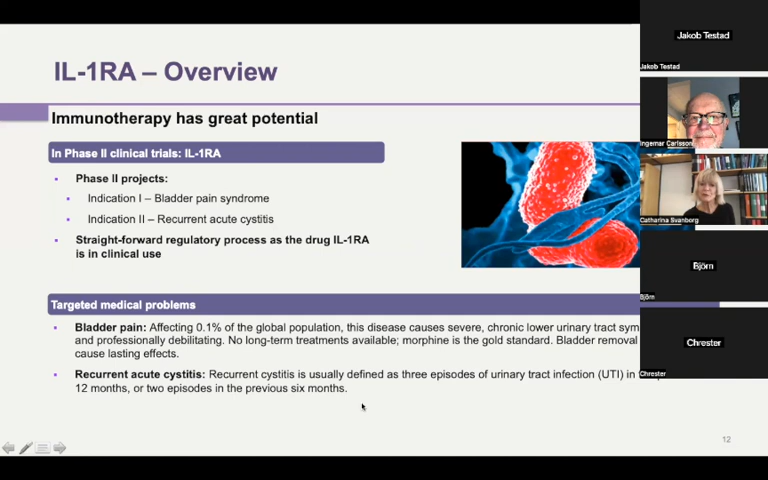 IL-1RA – Overview
Immunotherapy has great potential
In Phase II clinical trials: IL-1RA
Phase II projects:
Indication I – Bladder pain syndrome
Indication II – Recurrent acute cystitis
Straight-forward regulatory process as the drug IL-1RA
is in clinical use
Targeted medical problems
Bladder pain: Affecting 0.1% of the global population, this disease causes severe, chronic lower urinary tract sym
and professionally debilitating. No long-term treatments available; morphine is the gold standard. Bladder removal
cause lasting effects.
Recurrent acute cystitis: Recurrent cystitis is usually defined as three episodes of urinary tract infection (UTI) in
12 months, or two episodes in the previous six months.
12
Jakob Testad
Jakob Testad
Ingemar Carlsson
Catharina Svanborg
Björn
Björn
Chrester
Chrester